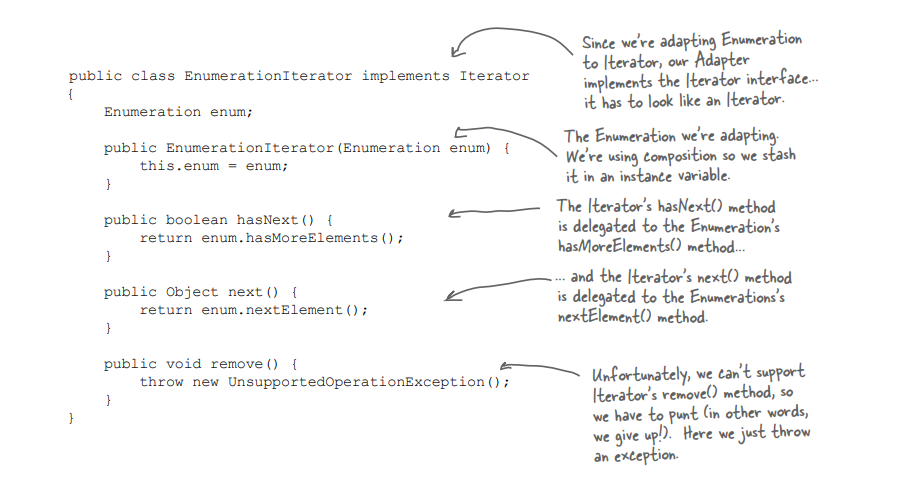 public class EnumerationIterator implements Iterator
{
Enumeration enum;
public EnumerationIterator(Enumeration enum) {
this.enum = enum;
}
public boolean hasNext() {
return enum.hasMoreElements();
}
public Object next() {
return enum.nextElement();
}
public void remove() {
throw new UnsupportedOperationException();
}
}
Since we're adapting Enumeration
to Iterator, our Adapter
implements the Iterator interface...
it has to look like an Iterator.
The Enumeration we're adapting.
We're using composition so we stash
it in an instance variable.
The Iterator's hasNext() method
is delegated to the Enumeration's
hasMoreElements() method...
... and the Iterator's next() method
is delegated to the Enumerations's
nextElement() method.
Unfortunately, we can't support
Iterator's remove() method, so
we have to punt (in other words,
we give up!). Here we just throw
an exception.